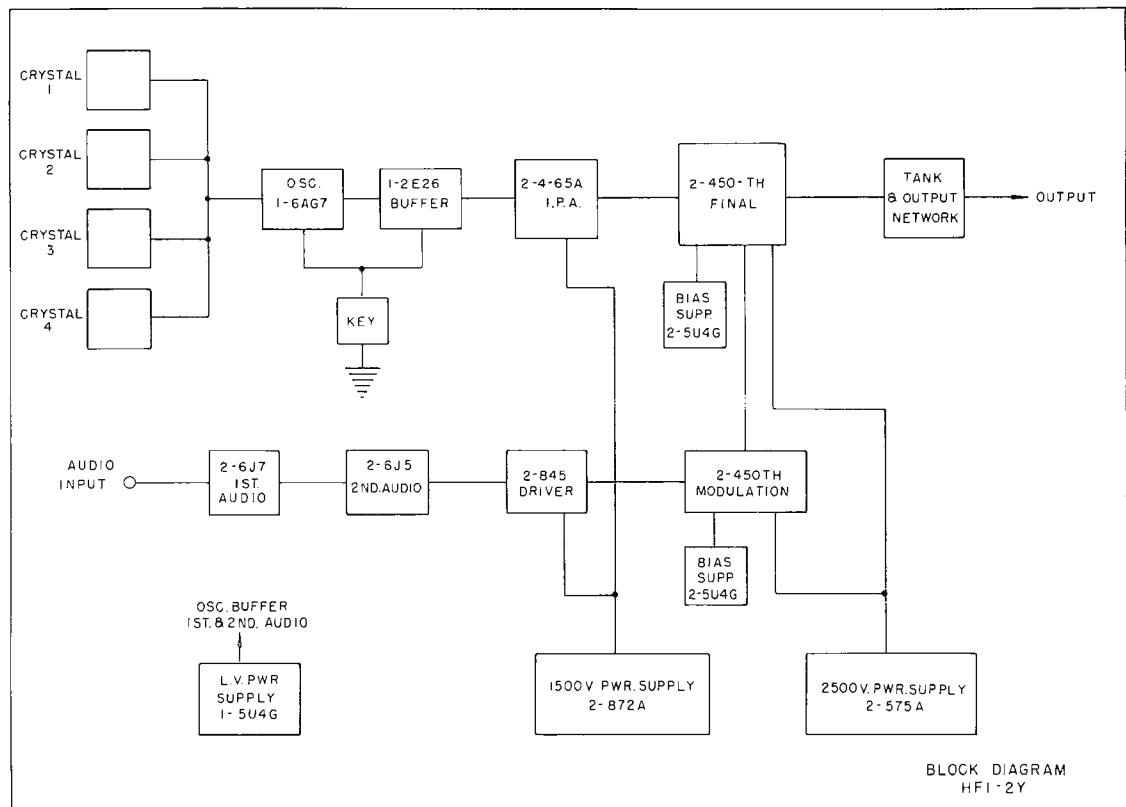 CRYSTAL
1
CRYSTAL
2
CRYSTAL
3
CRYSTAL
4
OSC.
1-6AG7
1-2E26
BUFFER
2-4-65A
I.P.A.
2-450-TH
FINAL
TANK
& OUTPUT
NETWORK
OUTPUT
KEY
BIAS
SUPP.
2-5U4G
AUDIO
INPUT
2-6J7
1ST.
AUDIO
2-6J5
2ND. AUDIO
2-845
DRIVER
2-450TH
MODULATION
BIAS
SUPP
2-5U4G
OSC. BUFFER
1ST. & 2ND. AUDIO
L.V. PWR
SUPPLY
1-5U4G
1500V PWR. SUPPLY
2-872A
2500V. PWR. SUPPLY
2-575A
BLOCK DIAGRAM
HF1-2Y